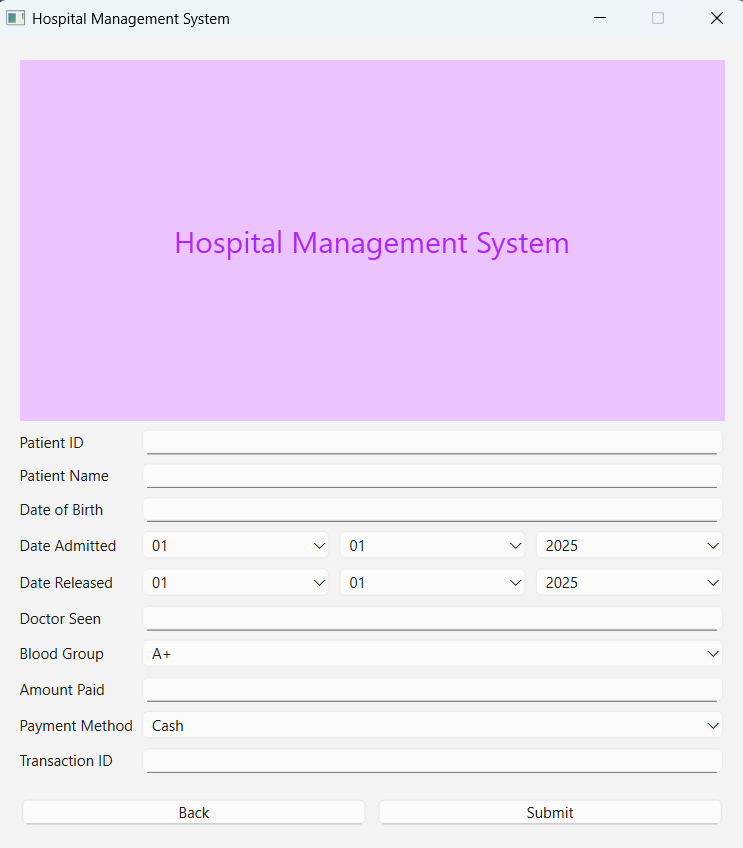 Hospital Management System
Hospital Management System
Patient ID
Patient Name
Date of Birth
Date Admitted 01 01 2025
Date Released 01 01 2025
Doctor Seen
Blood Group A+
Amount Paid
Payment Method Cash
Transaction ID
Back Submit